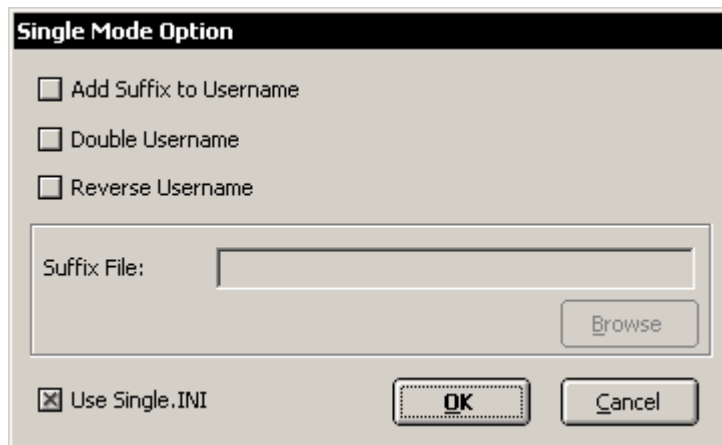 Single Mode Option
Add Suffix to Username
Double Username
Reverse Username
Suffix File:
Browse
Use Single.INI
OK
Cancel